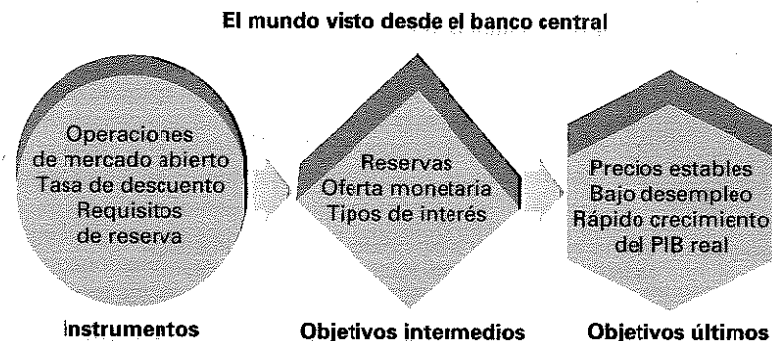 El mundo visto desde el banco central
Operaciones
de mercado abierto
Tasa de descuento
Requisitos
de reserva
Reservas
Oferta monetaria
Tipos de interés
Precios estables
Bajo desempleo
Rápido crecimiento
del PIB real
Instrumentos
Objetivos intermedios
Objetivos últimos